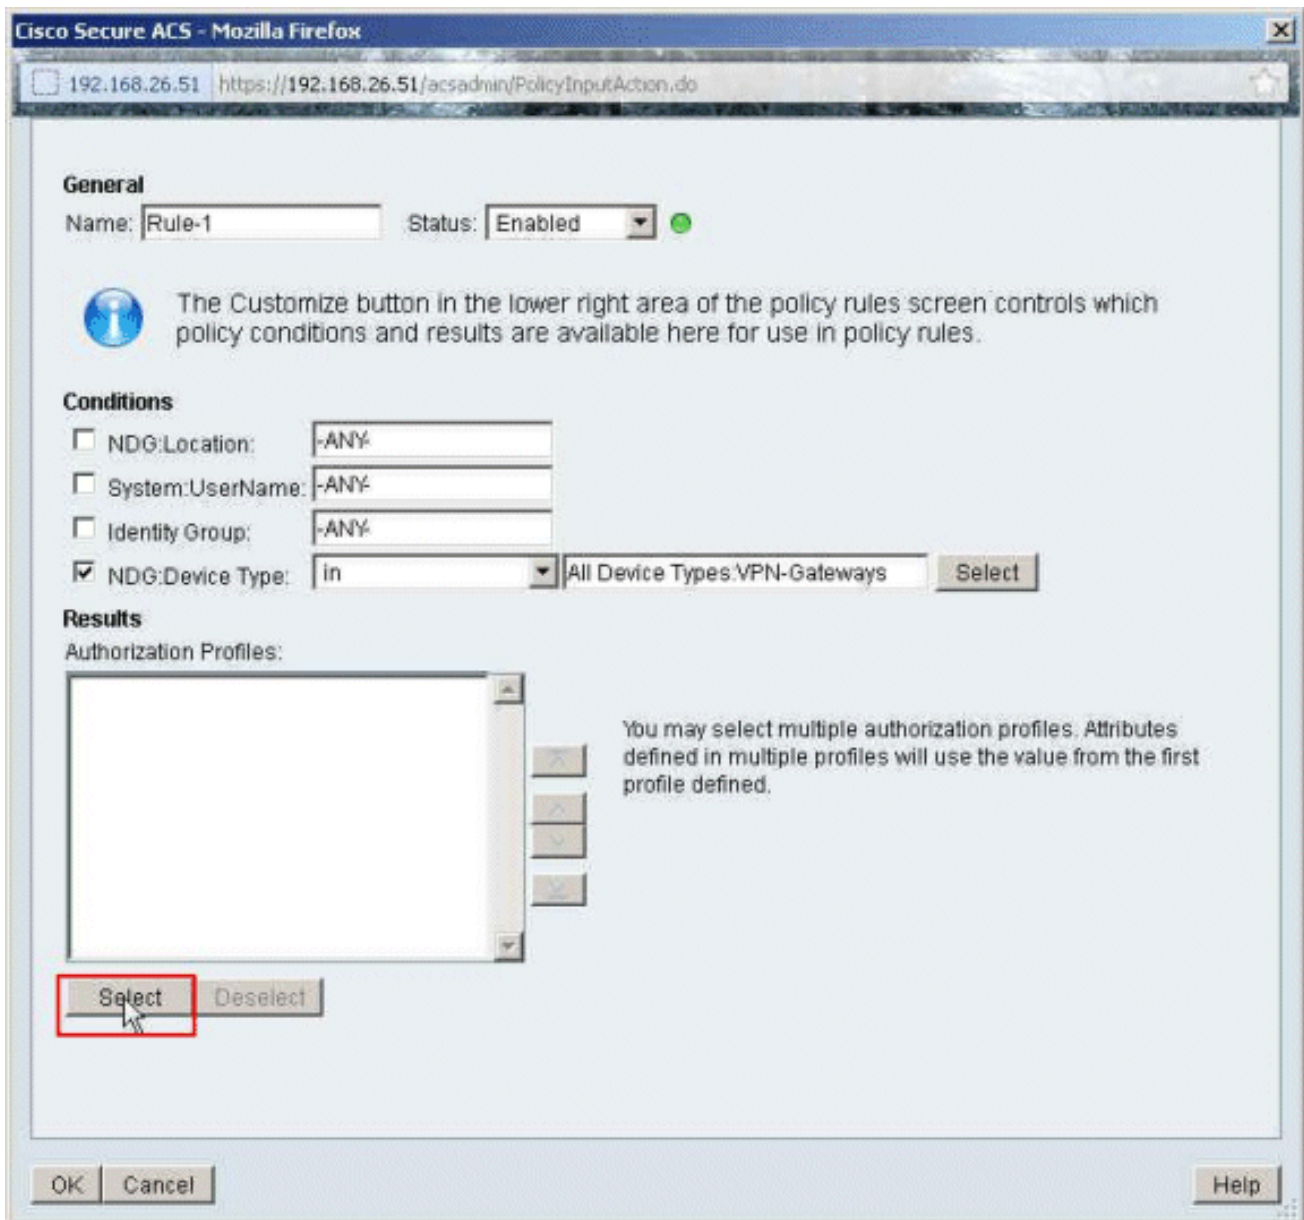 Cisco Secure ACS - Mozilla Firefox
192.168.26.51 https://192.168.26.51/acsadmin/PolicyInputAction.do
General
Name: Rule-1 Status: Enabled
The Customize button in the lower right area of the policy rules screen controls which
policy conditions and results are available here for use in policy rules.
Conditions
NDG:Location: -ANY-
System:UserName: -ANY-
Identity Group: -ANY-
NDG:Device Type: in All Device Types:VPN-Gateways Select
Results
Authorization Profiles:
You may select multiple authorization profiles. Attributes
defined in multiple profiles will use the value from the first
profile defined.
Select Deselect
OK Cancel Help